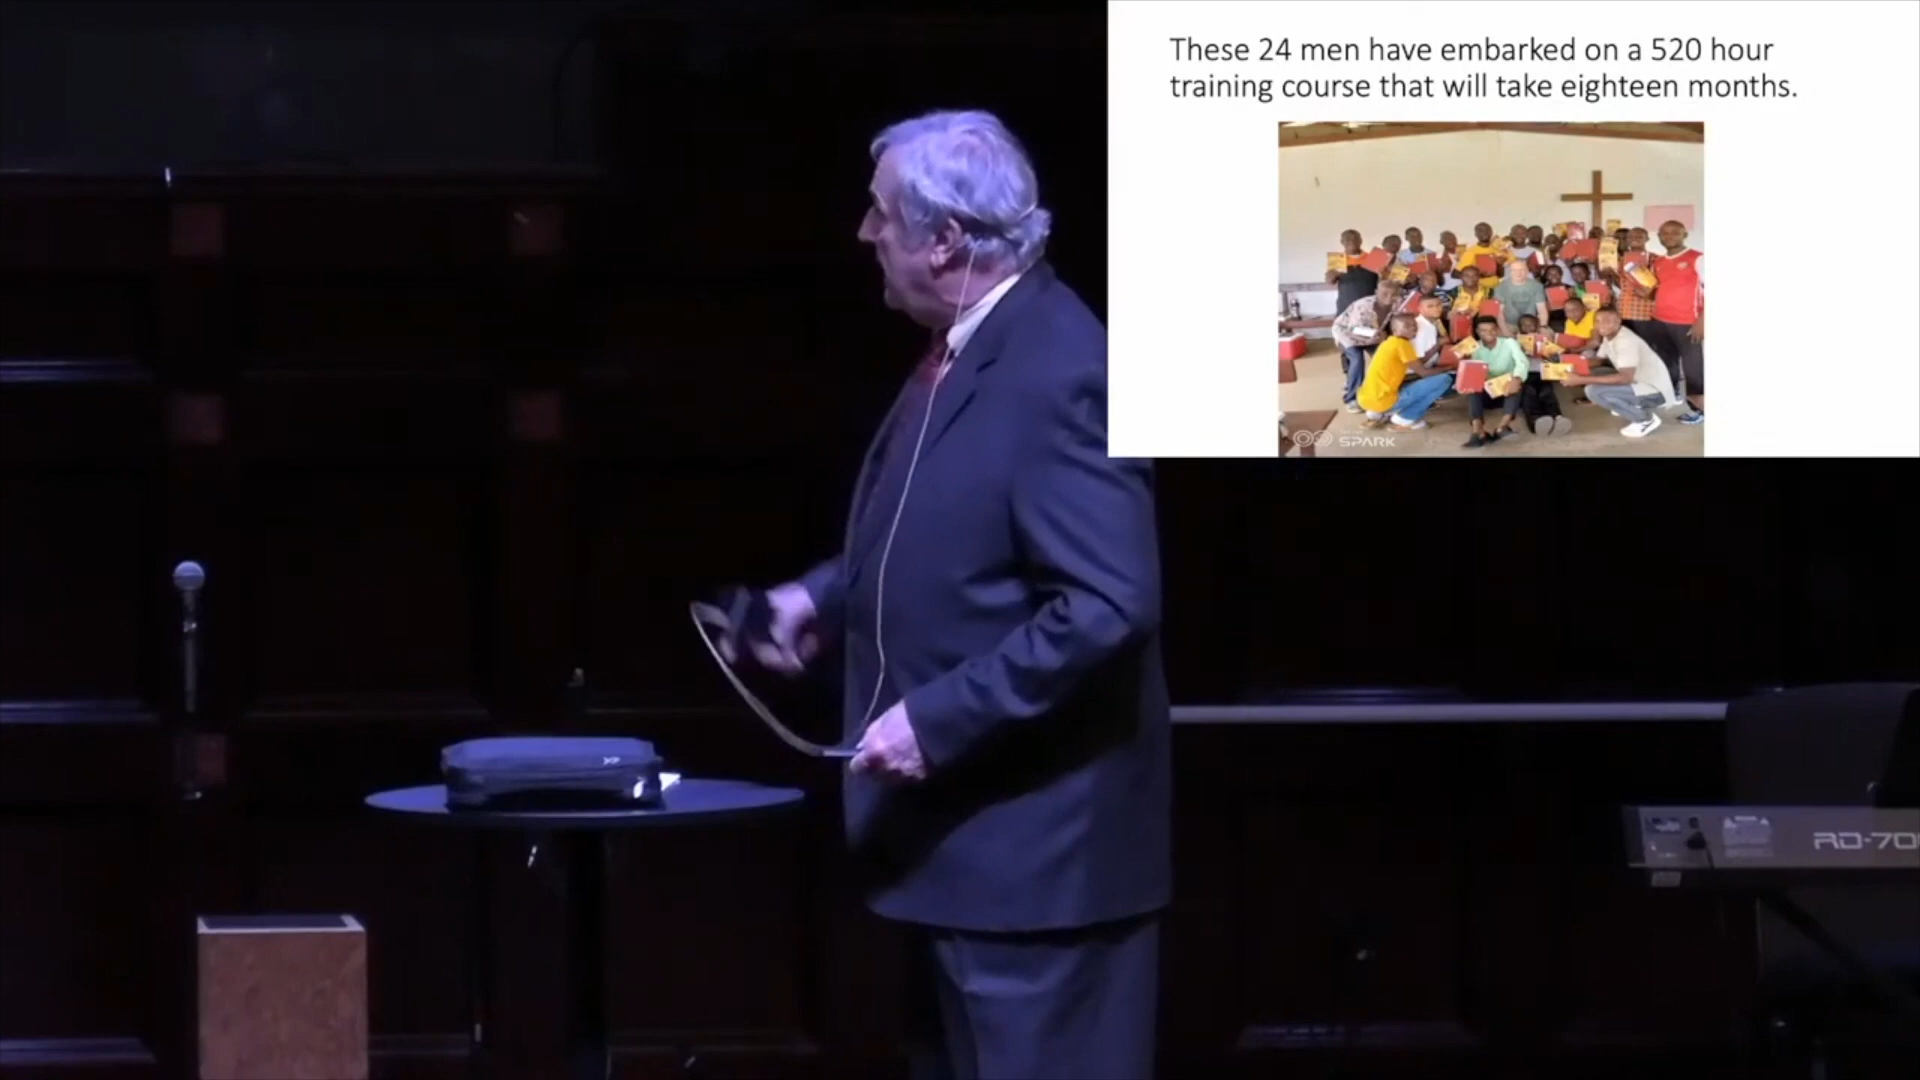 These 24 men have embarked on a 520 hour
training course that will take eighteen months.
SPARK
RD-70